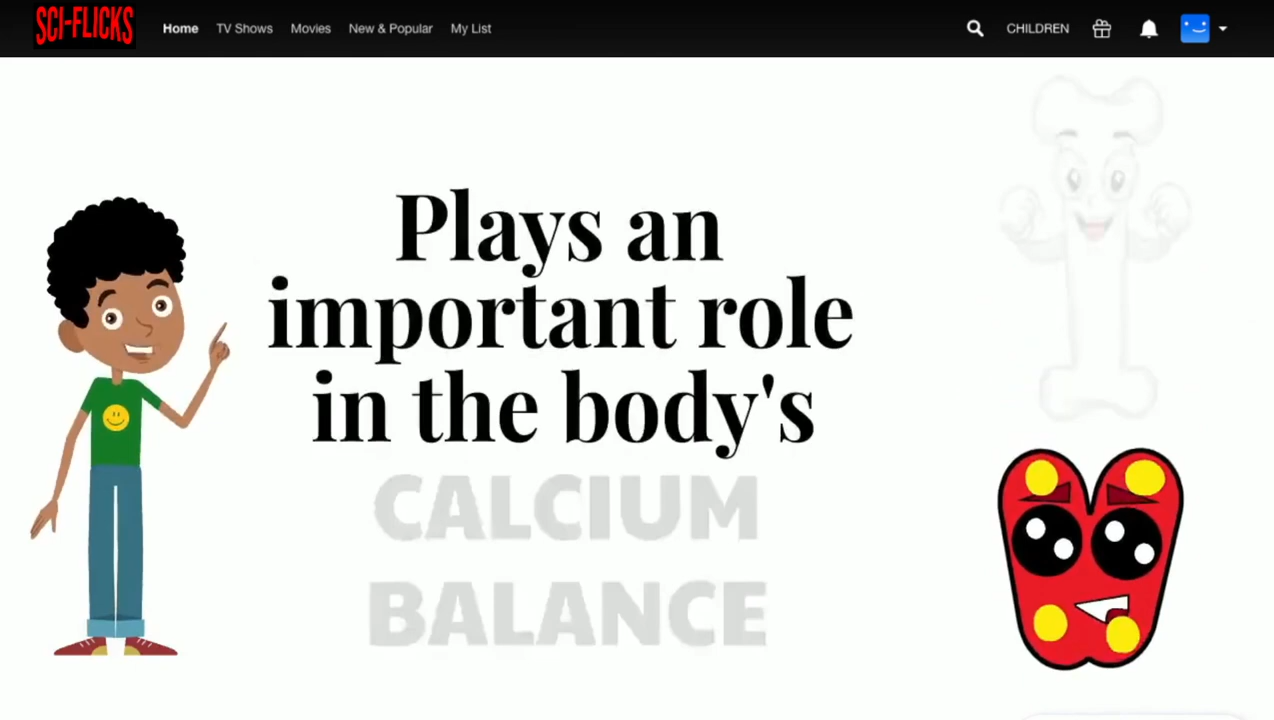 SCI-FLICKS
Home TV Shows Movies New & Popular My List CHILDREN
Plays an
important role
in the body's
CALCIUM
BALANCE